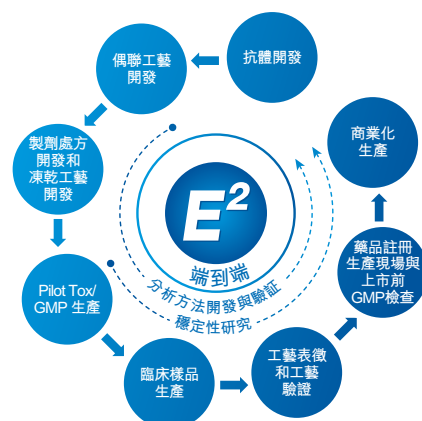 抗體開發
偶聯工藝
開發
製劑處方
開發和
凍乾工藝
開發
Pilot Tox/
GMP 生產
臨床樣品
生產
工藝表徵
和工藝
驗證
藥品註冊
生產現場與
上市前
GMP檢查
商業化
生產
E²
端到端
分析方法開發與驗証
穩定性研究